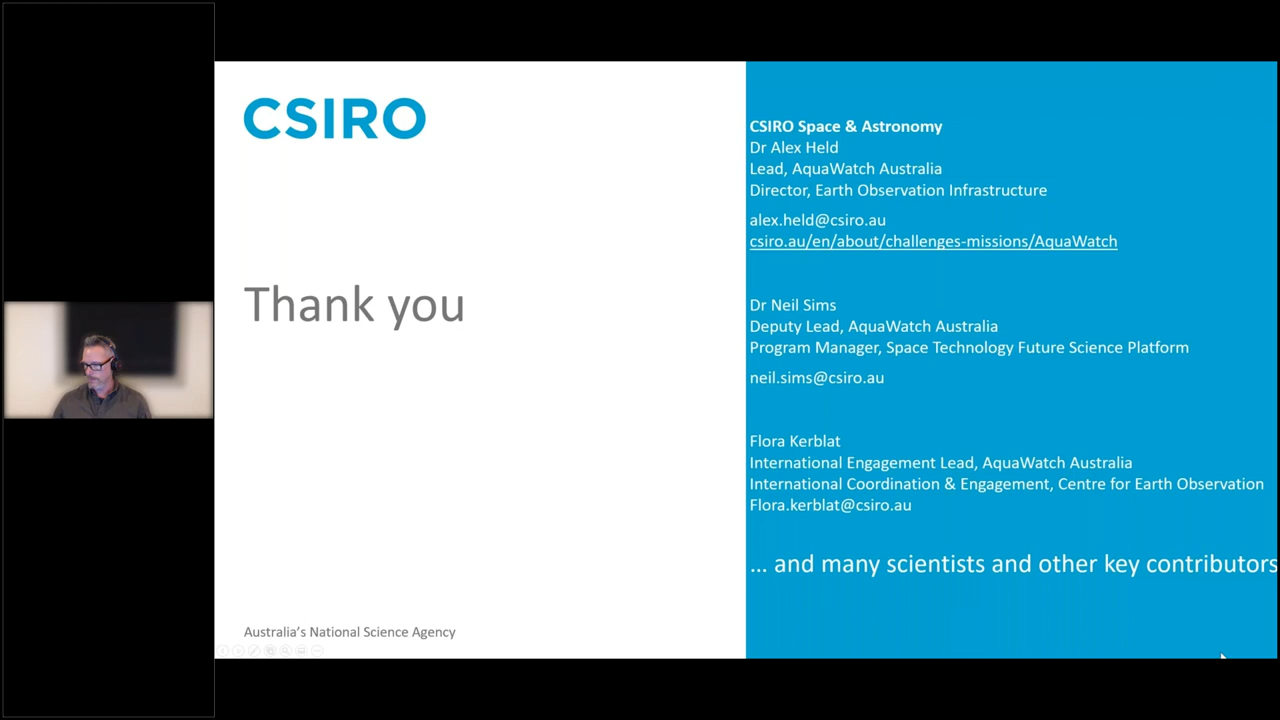 CSIRO
Thank you
Australia's National Science Agency
CSIRO Space & Astronomy
Dr Alex Held
Lead, AquaWatch Australia
Director, Earth Observation Infrastructure
alex.held@csiro.au
csiro.au/en/about/challenges-missions/AquaWatch
Dr Neil Sims
Deputy Lead, AquaWatch Australia
Program Manager, Space Technology Future Science Platform
neil.sims@csiro.au
Flora Kerblat
International Engagement Lead, AquaWatch Australia
International Coordination & Engagement, Centre for Earth Observation
Flora.kerblat@csiro.au
... and many scientists and other key contributors